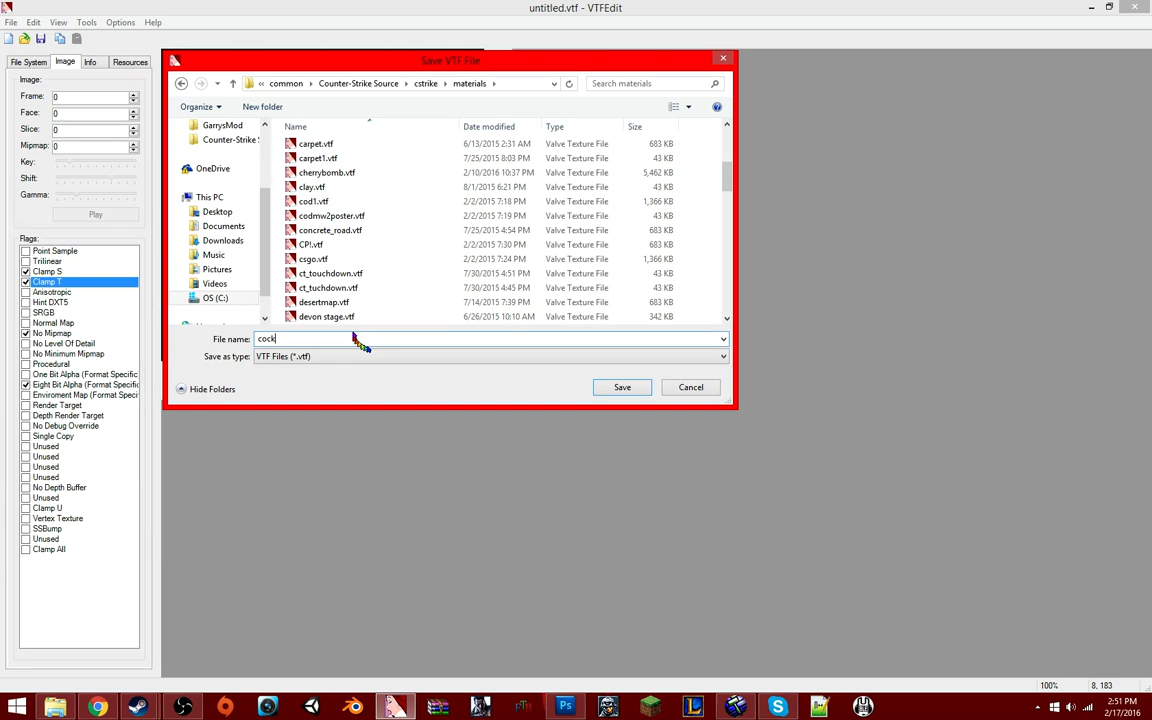 untitled.vtf - VTFEdit
File Edit View Tools Options Help
File System Image Info Resources
Image:
Frame: 0
Face: 0
Slice: 0
Mipmap: 0
Key:
Shift:
Gamma:
Play
Flags:
Point Sample
Trilinear
Clamp S
Clamp T
Anisotropic
Hint DXT5
SRGB
Normal Map
No Mipmap
No Level Of Detail
No Minimum Mipmap
Procedural
One Bit Alpha (Format Specific
Eight Bit Alpha (Format Specific
Enviroment Map (Format Speci
Render Target
Depth Render Target
No Debug Override
Single Copy
Unused
Unused
Unused
Unused
No Depth Buffer
Unused
Clamp U
Vertex Texture
SSBump
Unused
Clamp All
Save VTF File
« common Counter-Strike Source cstrike materials
Search materials
Organize New folder
GarrysMod
Counter-Strike S
OneDrive
This PC
Desktop
Documents
Downloads
Music
Pictures
Videos
OS (C:)
Name Date modified Type Size
carpet.vtf 6/13/2015 2:31 AM Valve Texture File 683 KB
carpet1.vtf 7/25/2015 8:03 PM Valve Texture File 43 KB
cherrybomb.vtf 2/10/2016 10:37 PM Valve Texture File 5,462 KB
clay.vtf 8/1/2015 6:21 PM Valve Texture File 43 KB
cod1.vtf 2/2/2015 7:18 PM Valve Texture File 1,366 KB
codmw2poster.vtf 2/2/2015 7:19 PM Valve Texture File 43 KB
concrete_road.vtf 7/25/2015 4:54 PM Valve Texture File 683 KB
CP!.vtf 2/2/2015 7:30 PM Valve Texture File 683 KB
csgo.vtf 2/2/2015 7:24 PM Valve Texture File 1,366 KB
ct_touchdown.vtf 7/30/2015 4:51 PM Valve Texture File 43 KB
ct_tuchdown.vtf 7/30/2015 4:45 PM Valve Texture File 43 KB
desertmap.vtf 7/14/2015 7:39 PM Valve Texture File 683 KB
devon stage.vtf 6/26/2015 10:10 AM Valve Texture File 342 KB
File name: cock
Save as type: VTF Files (*.vtf)
Hide Folders Save Cancel
100% 8, 183
2:51 PM
2/17/2016